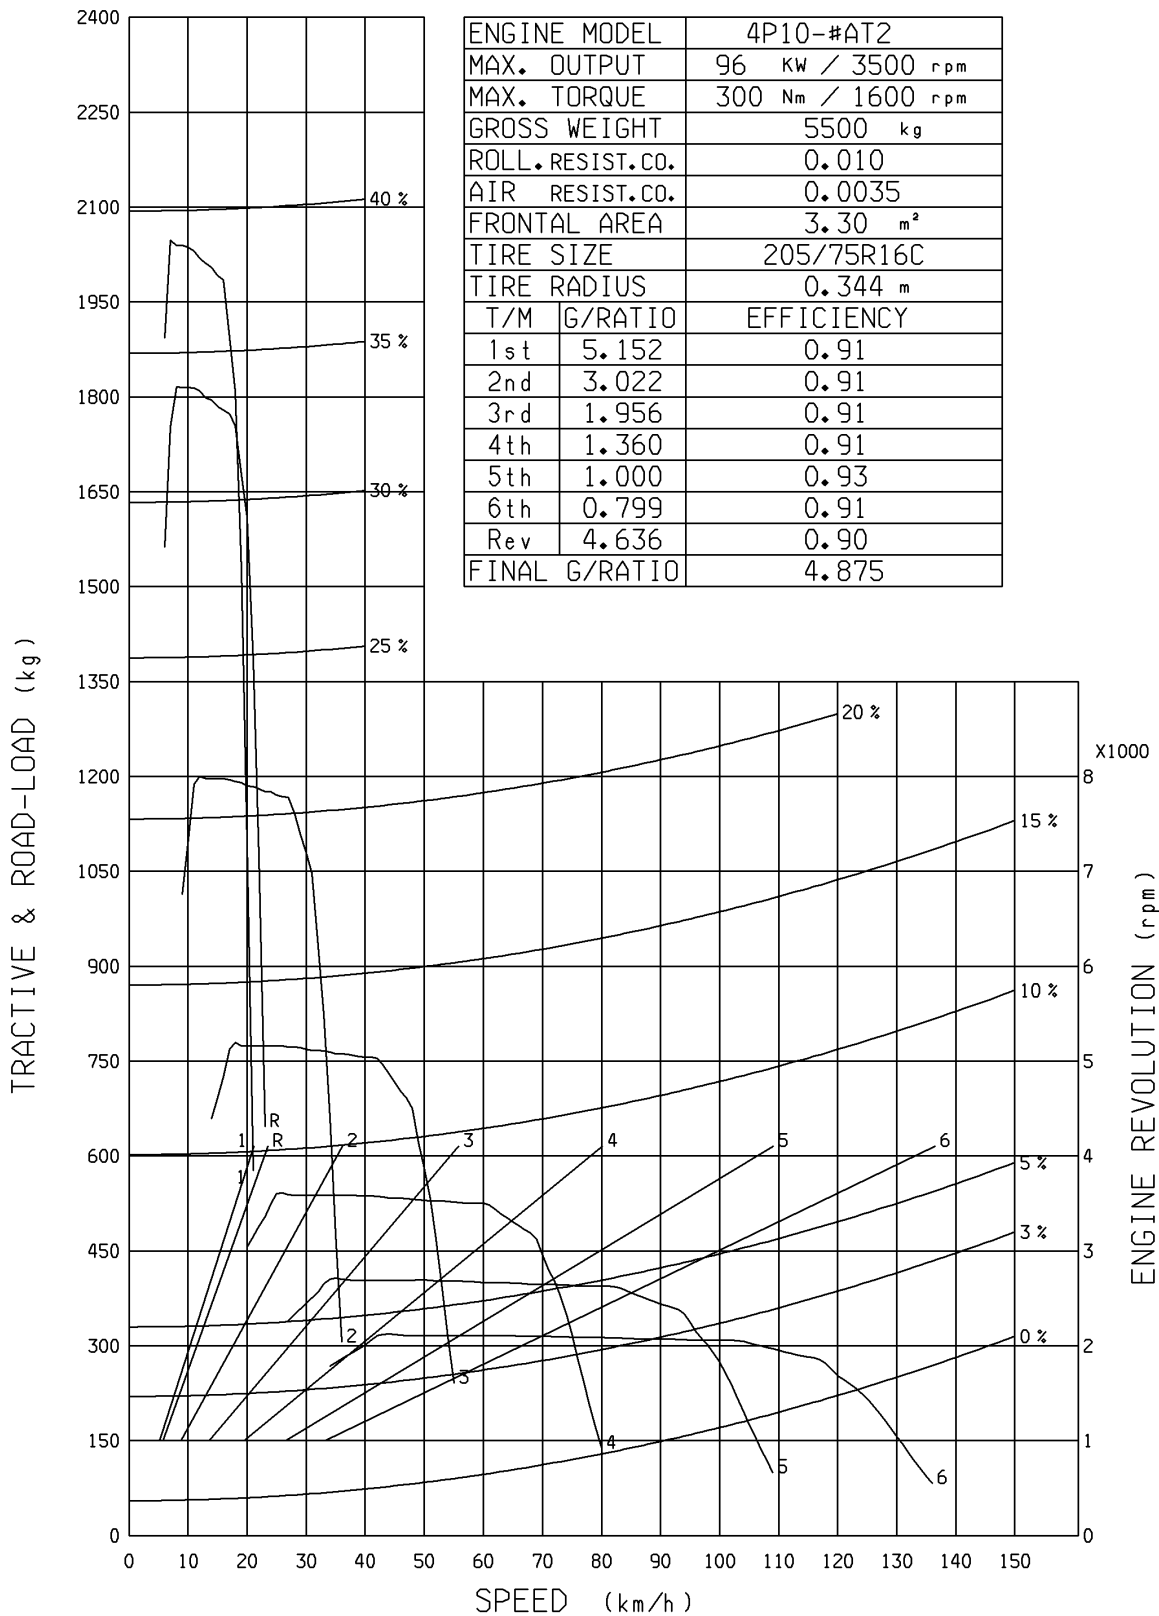 ENGINE MODEL 4P10-#AT2
MAX. OUTPUT 96 KW / 3500 rpm
MAX. TORQUE 300 Nm / 1600 rpm
GROSS WEIGHT 5500 kg
ROLL.RESIST.CO. 0.010
AIR RESIST.CO. 0.0035
FRONTAL AREA 3.30 m²
TIRE SIZE 205/75R16C
TIRE RADIUS 0.344 m
T/M G/RATIO EFFICIENCY
1st 5.152 0.91
2nd 3.022 0.91
3rd 1.956 0.91
4th 1.360 0.91
5th 1.000 0.93
6th 0.799 0.91
Rev 4.636 0.90
FINAL G/RATIO 4.875
TRACTIVE & ROAD-LOAD (kg)
2400
2250
2100
1950
1800
1650
1500
1350
1200
1050
900
750
600
450
300
150
0
40 %
35 %
30 %
25 %
20 %
15 %
10 %
5 %
3 %
0 %
R
1 R 2 3 4 5 6
1
2
3
4
5
6
X1000
8
7
6
5
4
3
2
1
0
ENGINE REVOLUTION (rpm)
0 10 20 30 40 50 60 70 80 90 100 110 120 130 140 150
SPEED (km/h)